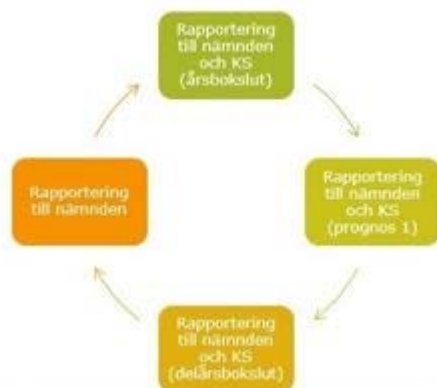 Rapportering
till nämnden
och KS
(årsbokslut)
Rapportering
till nämnden
och KS
(prognos 1)
Rapportering
till nämnden
och KS
(delårsbokslut)
Rapportering
till nämnden